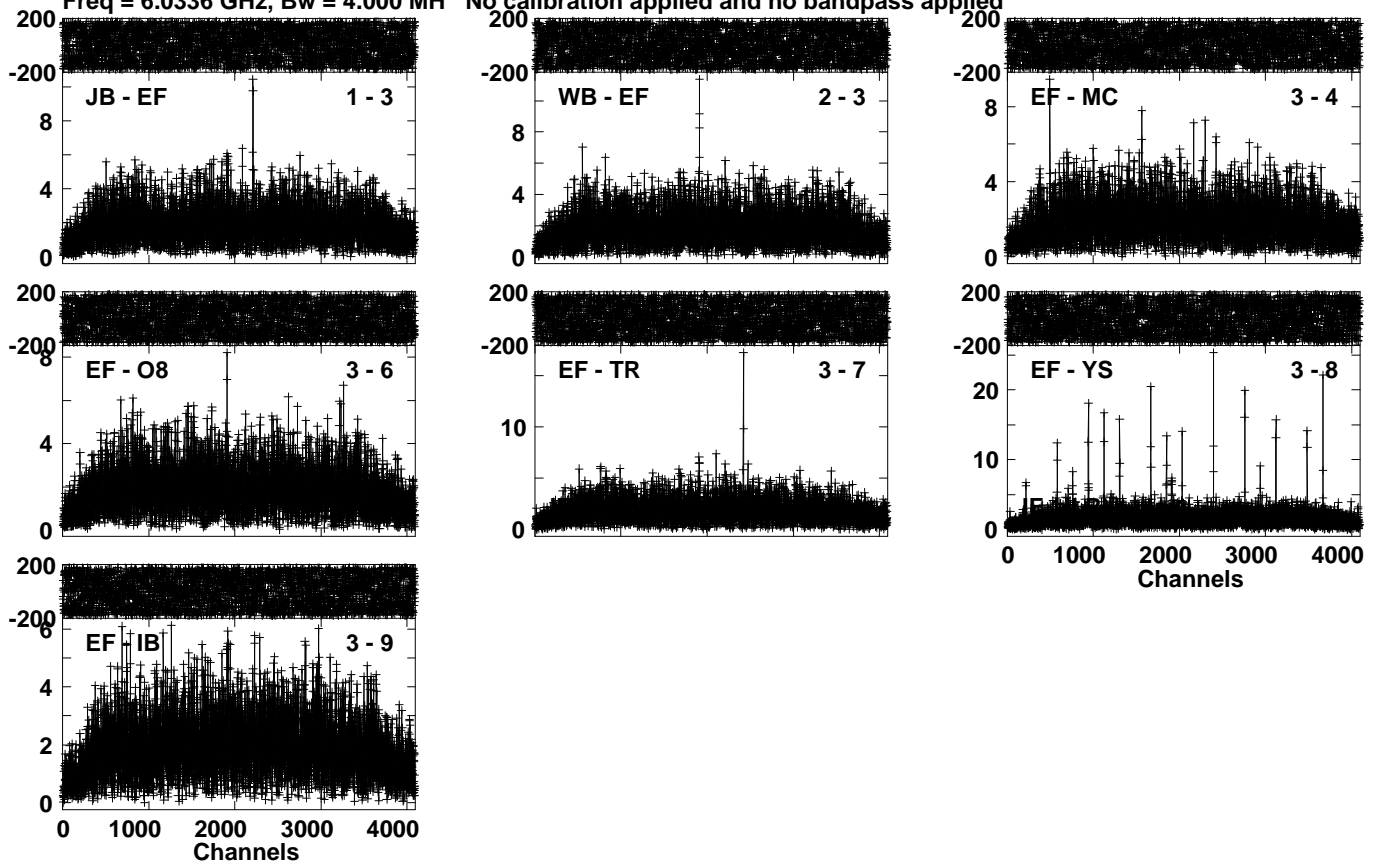 Freq = 6.0336 GHz, Bw = 4.000 MH   No calibration applied and no bandpass applied
200
-200
JB - EF 1 - 3
8
4
0
200
-200
WB - EF 2 - 3
8
4
0
200
-200
EF - MC 3 - 4
8
4
0
200
-200
8
EF - O8 3 - 6
4
0
200
-200
EF - TR 3 - 7
10
0
200
-200
EF - YS 3 - 8
20
10
0
0 1000 2000 3000 4000
Channels
200
-200
6
EF - IB 3 - 9
4
2
0
0 1000 2000 3000 4000
Channels